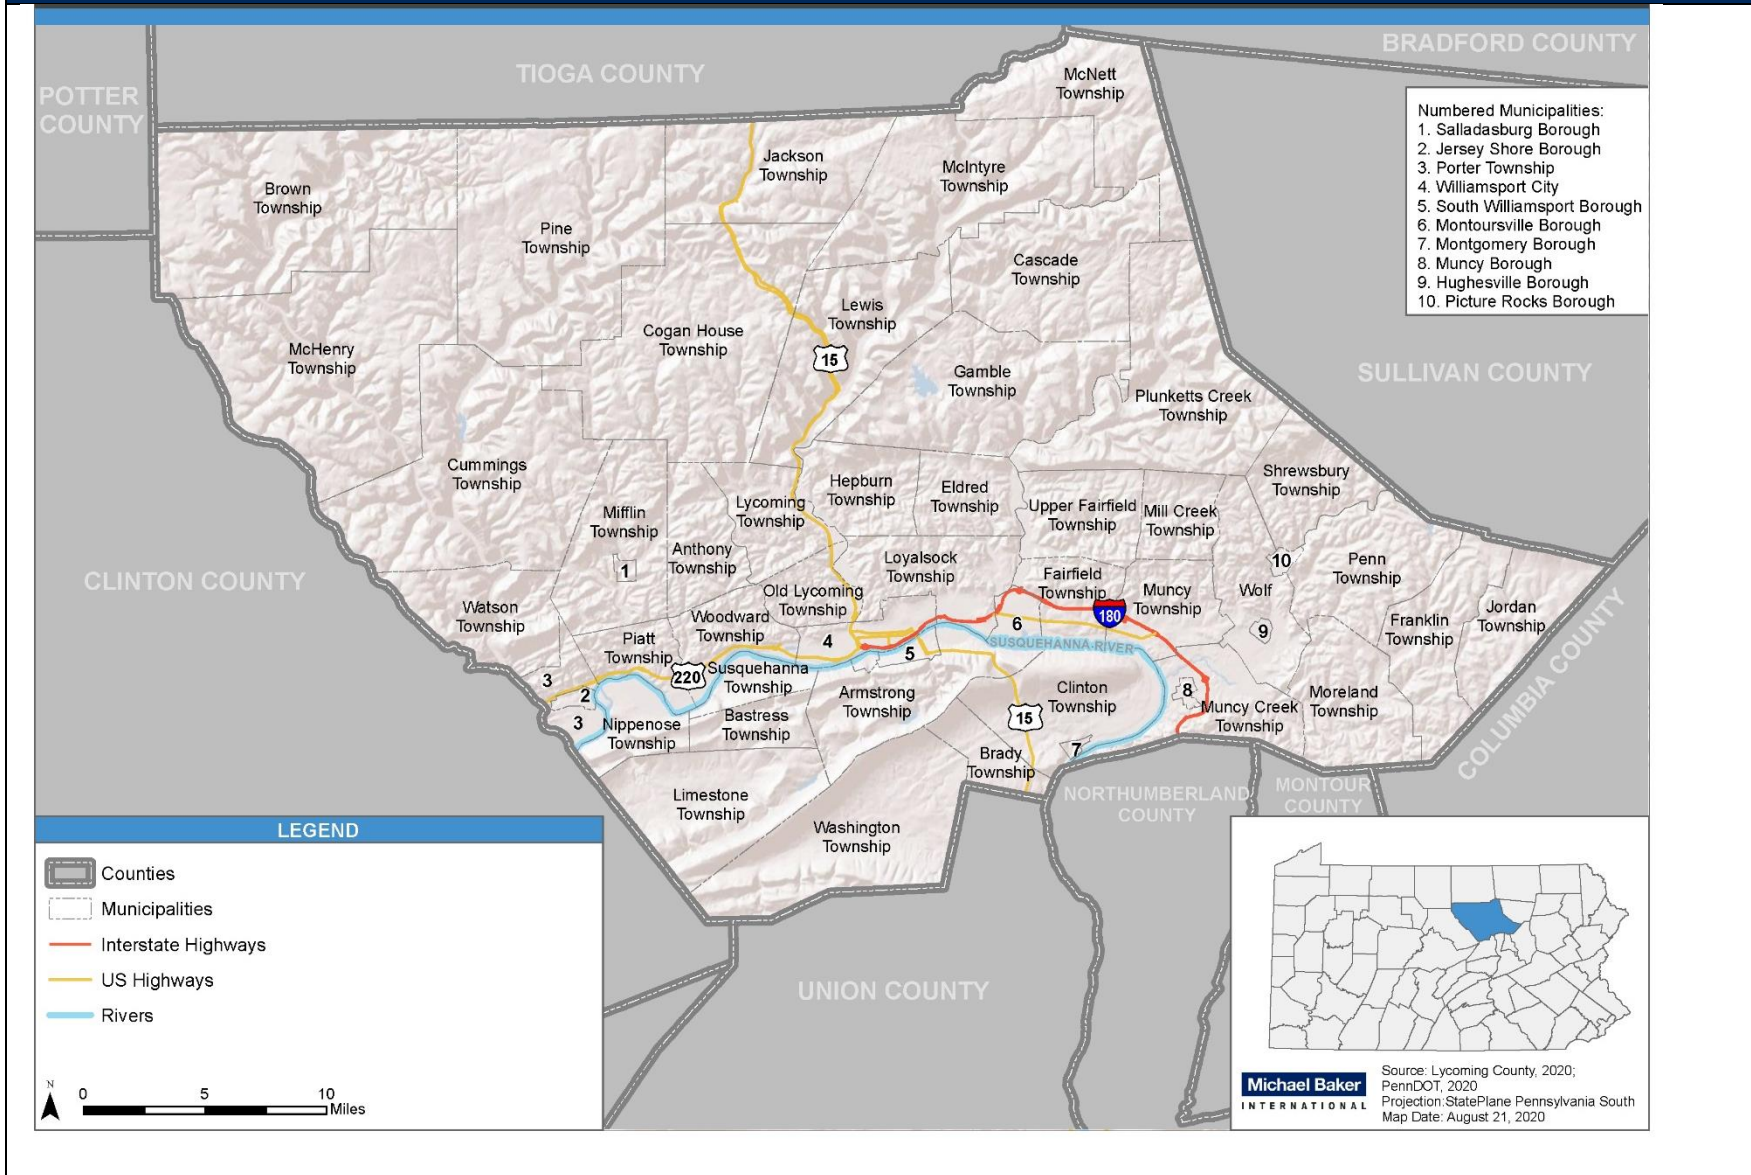 BRADFORD COUNTY
TIOGA COUNTY
POTTER
COUNTY
McNett
Township
Numbered Municipalities:
1. Salladasburg Borough
2. Jersey Shore Borough
3. Porter Township
4. Williamsport City
5. South Williamsport Borough
6. Montoursville Borough
7. Montgomery Borough
8. Muncy Borough
9. Hughesville Borough
10. Picture Rocks Borough
Jackson
Township
McIntyre
Township
Brown
Township
Pine
Township
Cascade
Township
Lewis
Township
Cogan House
Township
McHenry
Township
15
Gamble
Township
SULLIVAN COUNTY
Plunketts Creek
Township
Cummings
Township
Shrewsbury
Township
Hepburn
Township
Eldred
Township
Lycoming
Township
Mifflin
Township
Upper Fairfield
Township
Mill Creek
Township
Anthony
Township
Loyalsock
Township
1
10
Penn
Township
CLINTON COUNTY
Fairfield
Township
Muncy
Township
Wolf
Old Lycoming
Township
Watson
Township
Woodward
Township
180
Jordan
Township
Franklin
Township
Piatt
Township
4
5
6
9
SUSQUEHANNA RIVER
COLUMBIA COUNTY
3
2
220
Susquehanna
Township
Armstrong
Township
Clinton
Township
8
Moreland
Township
Muncy Creek
Township
3
Nippenose
Township
Bastress
Township
15
7
Brady
Township
Limestone
Township
Washington
Township
NORTHUMBERLAND
COUNTY
MONTOUR
COUNTY
UNION COUNTY
LEGEND
Counties
Municipalities
Interstate Highways
US Highways
Rivers
N
0 5 10
Miles
Michael Baker
INTERNATIONAL
Source: Lycoming County, 2020;
PennDOT, 2020
Projection:StatePlane Pennsylvania South
Map Date: August 21, 2020